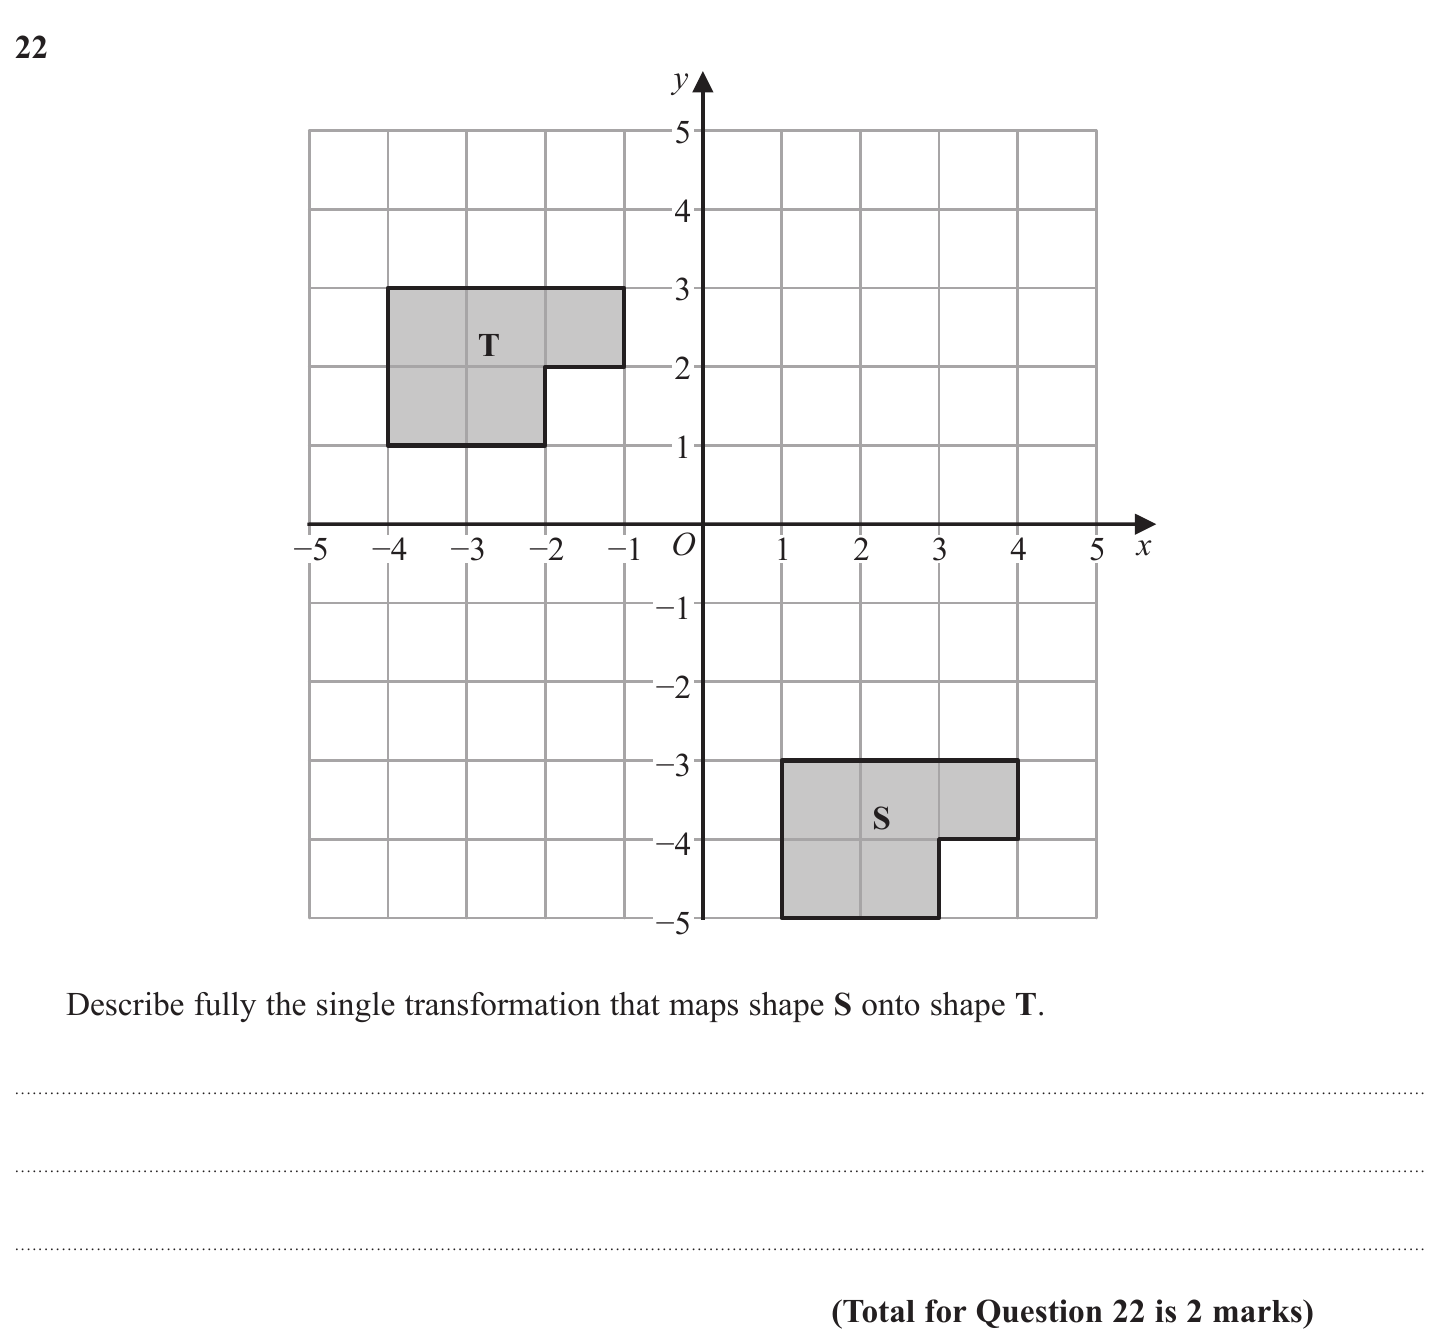 22
y
5
4
3
T
2
1
−5 −4 −3 −2 −1 O 1 2 3 4 5 x
−1
−2
−3
S
−4
−5
Describe fully the single transformation that maps shape S onto shape T.
(Total for Question 22 is 2 marks)